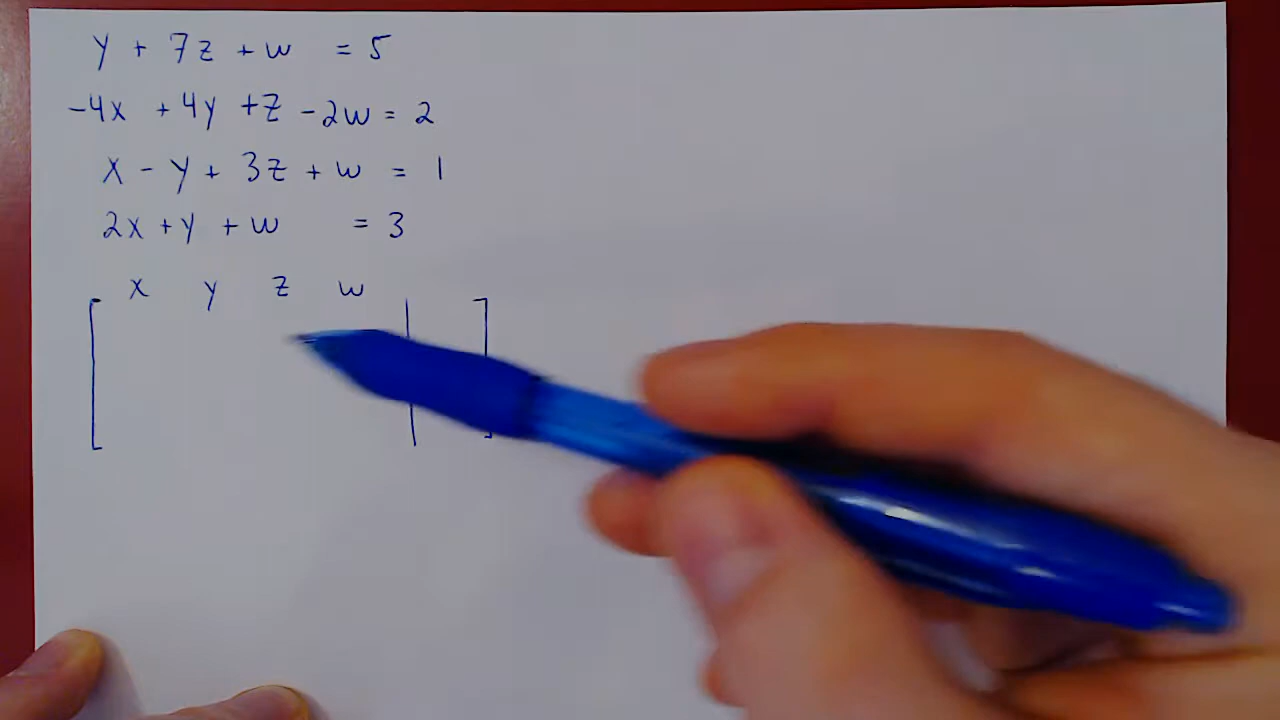 y + 7z + w = 5
-4x + 4y + z - 2w = 2
x - y + 3z + w = 1
2x + y + w = 3
x y z w